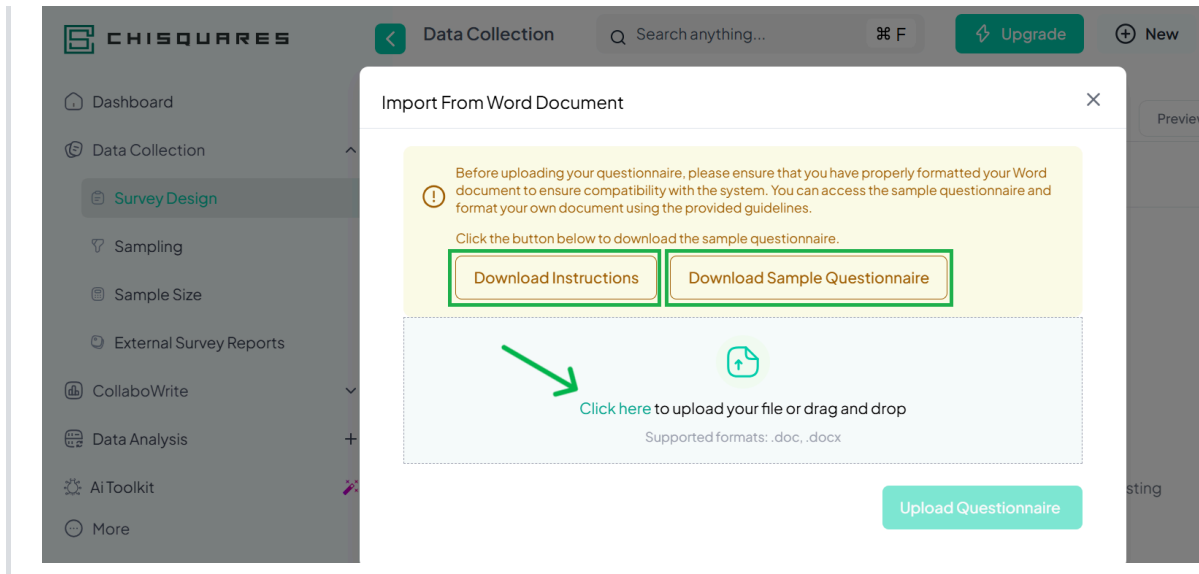 CHISQUARES
Data Collection
Search anything...
⌘ F
Upgrade
New
Dashboard
Data Collection
Survey Design
Sampling
Sample Size
External Survey Reports
CollaboWrite
Data Analysis
Ai Toolkit
More
Import From Word Document
Before uploading your questionnaire, please ensure that you have properly formatted your Word
document to ensure compatibility with the system. You can access the sample questionnaire and
format your own document using the provided guidelines.
Click the button below to download the sample questionnaire.
Download Instructions
Download Sample Questionnaire
Click here to upload your file or drag and drop
Supported formats: .doc, .docx
Upload Questionnaire